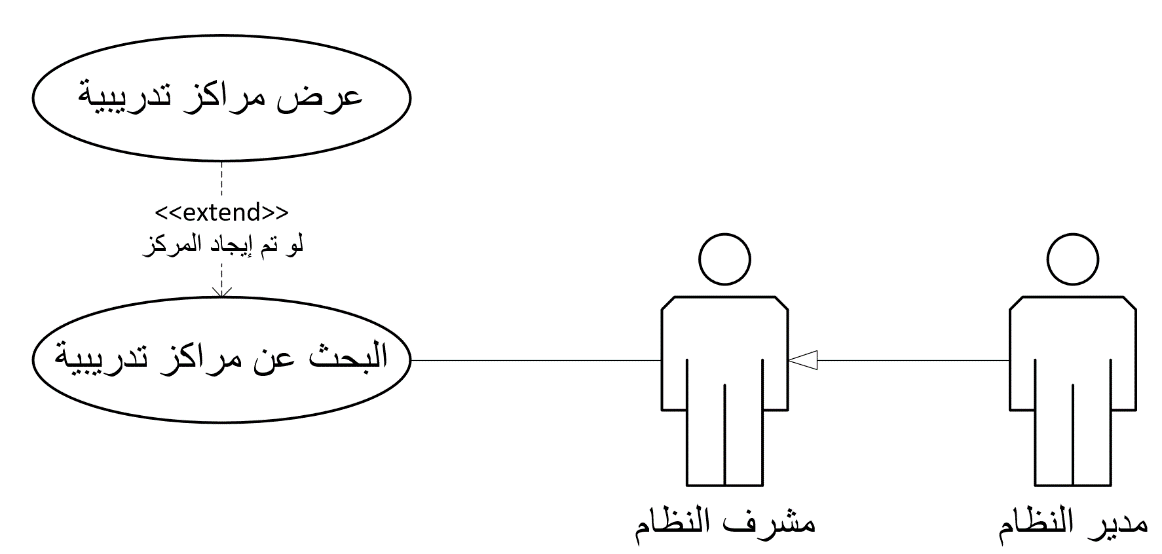 عرض مراكز تدريبية
<<extend>>
لو تم إيجاد المركز
البحث عن مراكز تدريبية
مشرف النظام
مدير النظام